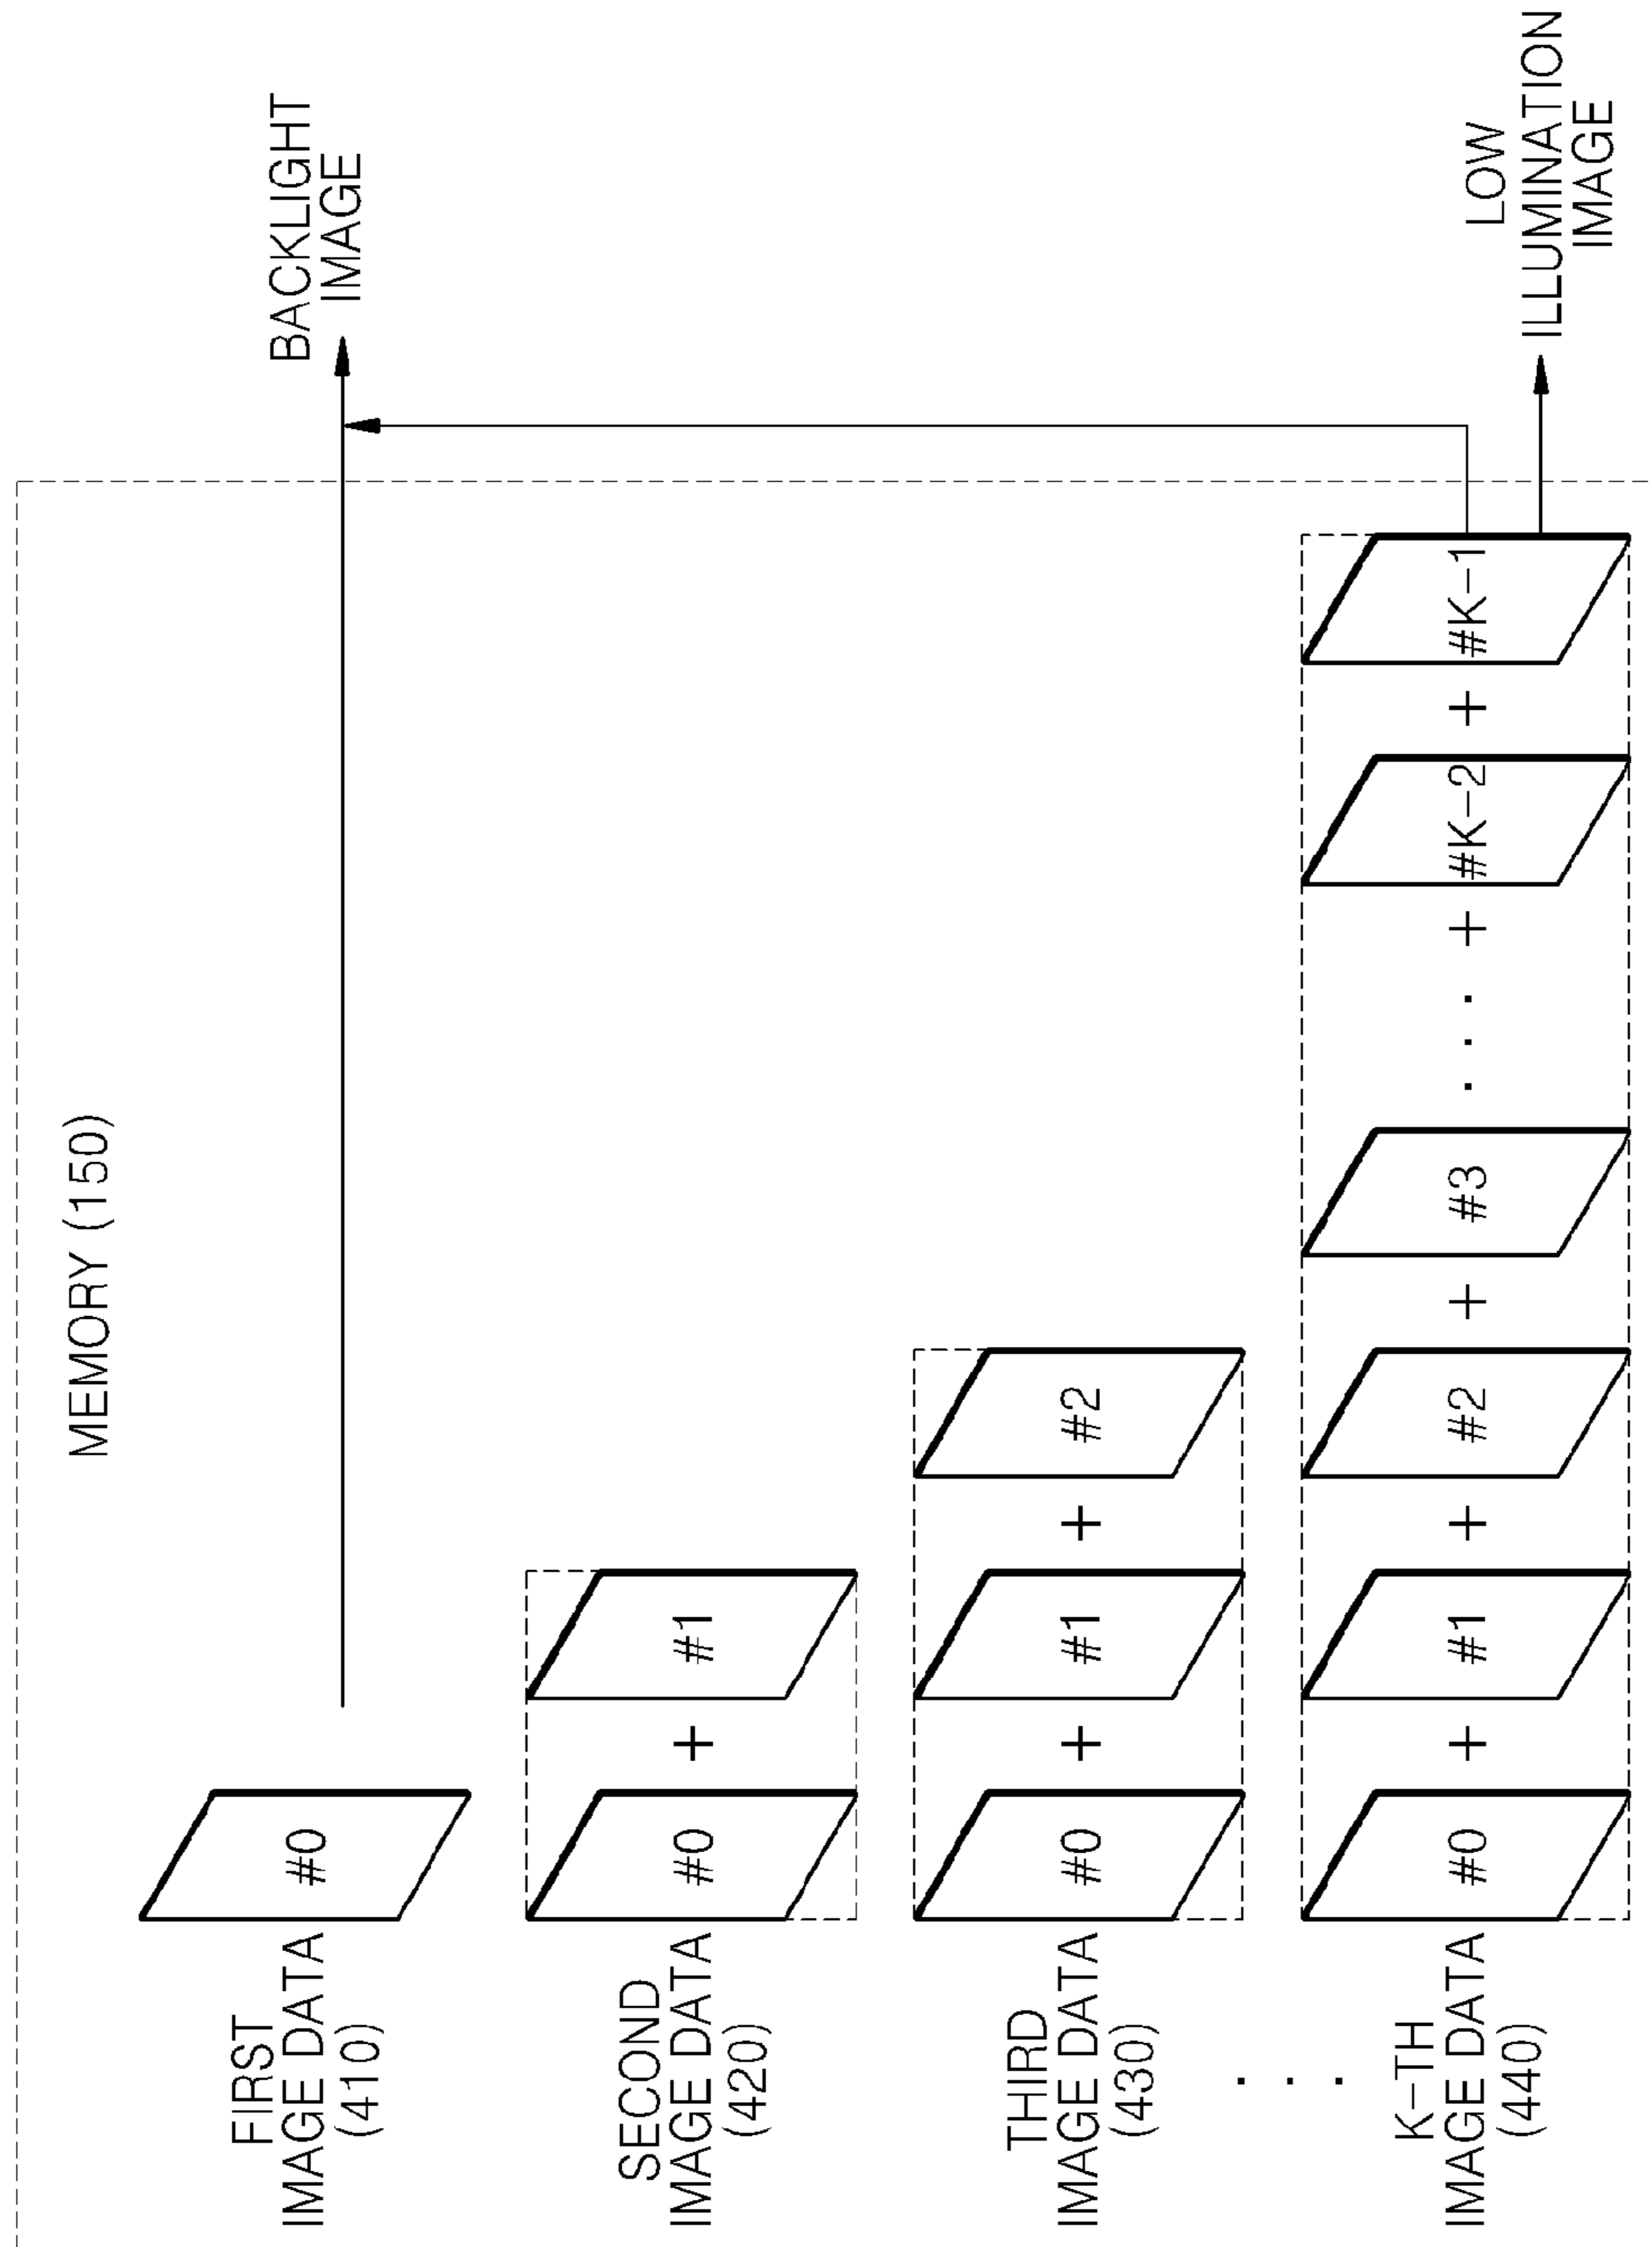 MEMORY (150)
FIRST
IMAGE DATA
(410)
#0
BACKLIGHT
IMAGE
SECOND
IMAGE DATA
(420)
#0 + #1
THIRD
IMAGE DATA
(430)
#0 + #1 + #2
. . .
K-TH
IMAGE DATA
(440)
#0 + #1 + #2 + #3 . . . + #K-2 + #K-1
LOW
ILLUMINATION
IMAGE